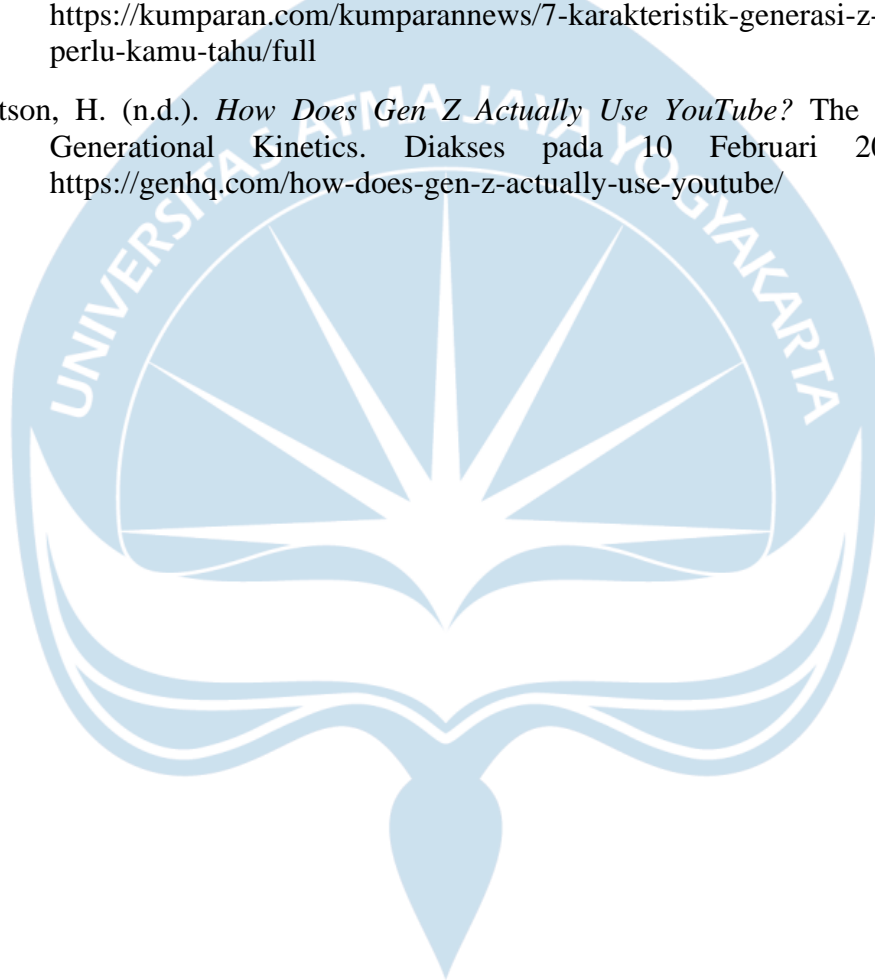 https://kumparan.com/kumparannews/7-karakteristik-generasi-z-
perlu-kamu-tahu/full
tson, H. (n.d.). How Does Gen Z Actually Use YouTube? The
Generational Kinetics. Diakses pada 10 Februari 20
https://genhq.com/how-does-gen-z-actually-use-youtube/
UNIVERSITAS ATMA JAYA YOGYAKARTA